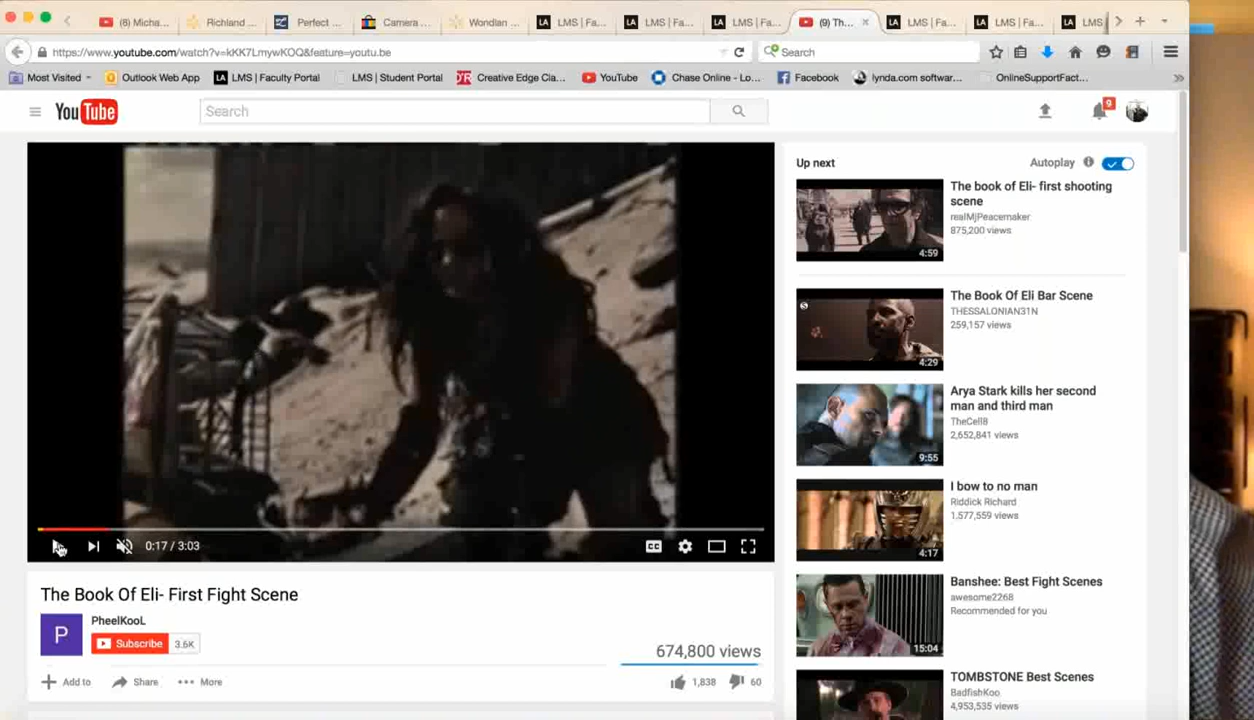 (6) Micha...
Richland ...
Perfect ...
Camera ...
Wondlan ...
LA LMS | Fa...
LA LMS | Fa...
LA LMS | Fa...
(9) Th...
LA LMS | Fa...
LA LMS | Fa...
LA LMS
https://www.youtube.com/watch?v=kKK7LmywKOQ&feature=youtu.be
Search
Most Visited
Outlook Web App
LA LMS | Faculty Portal
LMS | Student Portal
Creative Edge Cla...
YouTube
Chase Online - Lo...
Facebook
lynda.com softwar...
OnlineSupportFact...
YouTube
Search
9
Up next
Autoplay
The book of Eli- first shooting
scene
realMjPeacemaker
875,200 views
4:59
The Book Of Eli Bar Scene
THESSALONIAN31N
259,157 views
4:29
Arya Stark kills her second
man and third man
TheCell8
2,652,841 views
9:55
I bow to no man
Riddick Richard
1,577,559 views
4:17
Banshee: Best Fight Scenes
awesome2268
Recommended for you
15:04
TOMBSTONE Best Scenes
BadfishKoo
4,953,535 views
0:17 / 3:03
CC
The Book Of Eli- First Fight Scene
P
PheelKooL
Subscribe 3.6K
674,800 views
Add to
Share
More
1,838
60